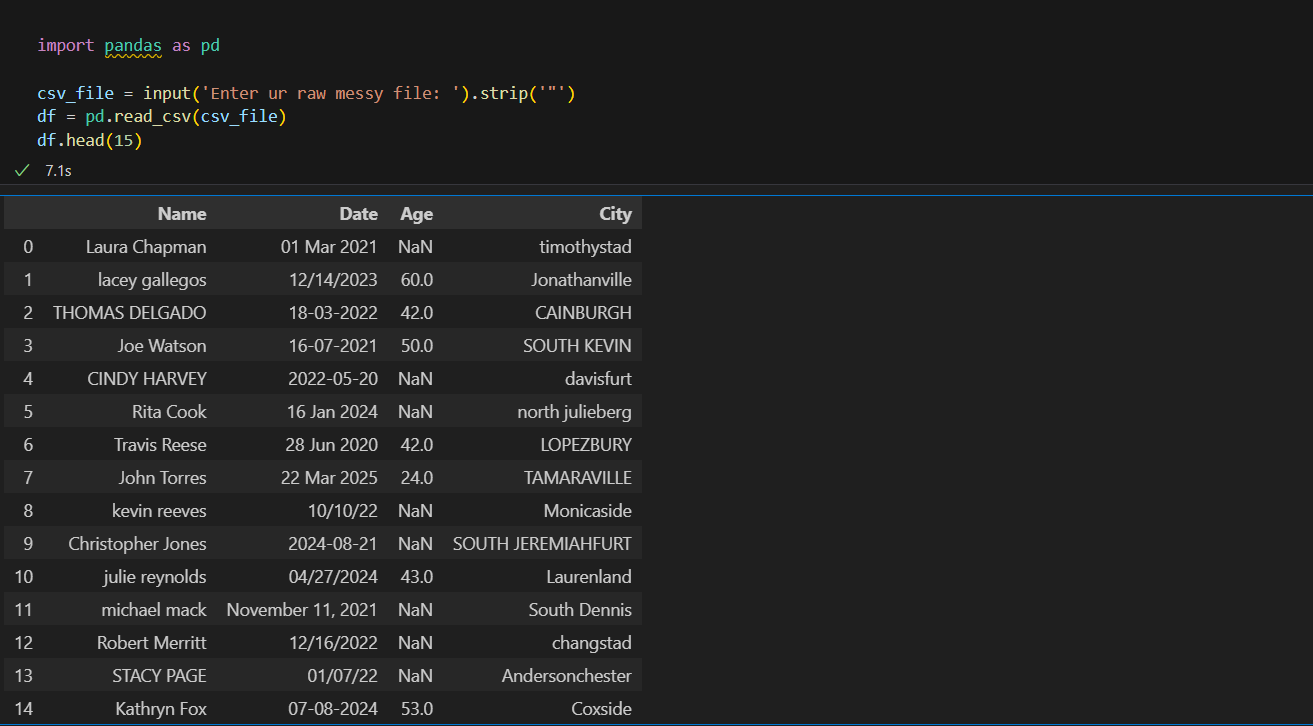 import pandas as pd
csv_file = input('Enter ur raw messy file: ').strip('"')
df = pd.read_csv(csv_file)
df.head(15)
7.1s
Name Date Age City
0 Laura Chapman 01 Mar 2021 NaN timothystad
1 lacey gallegos 12/14/2023 60.0 Jonathanville
2 THOMAS DELGADO 18-03-2022 42.0 CAINBURGH
3 Joe Watson 16-07-2021 50.0 SOUTH KEVIN
4 CINDY HARVEY 2022-05-20 NaN davisfurt
5 Rita Cook 16 Jan 2024 NaN north julieberg
6 Travis Reese 28 Jun 2020 42.0 LOPEZBURY
7 John Torres 22 Mar 2025 24.0 TAMARAVILLE
8 kevin reeves 10/10/22 NaN Monicaside
9 Christopher Jones 2024-08-21 NaN SOUTH JEREMIAHFURT
10 julie reynolds 04/27/2024 43.0 Laurenland
11 michael mack November 11, 2021 NaN South Dennis
12 Robert Merritt 12/16/2022 NaN changstad
13 STACY PAGE 01/07/22 NaN Andersonchester
14 Kathryn Fox 07-08-2024 53.0 Coxside